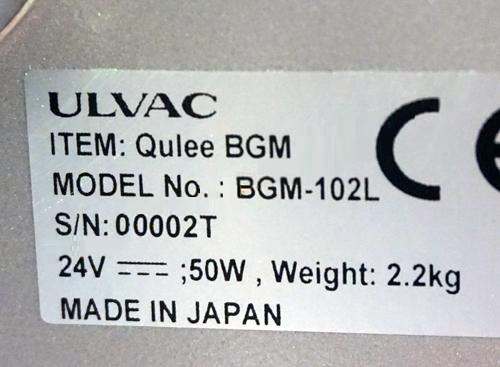 ULVAC
ITEM: Qulee BGM
MODEL No. : BGM-102L
S/N: 00002T
24V ⎓ ;50W , Weight: 2.2kg
MADE IN JAPAN
CE